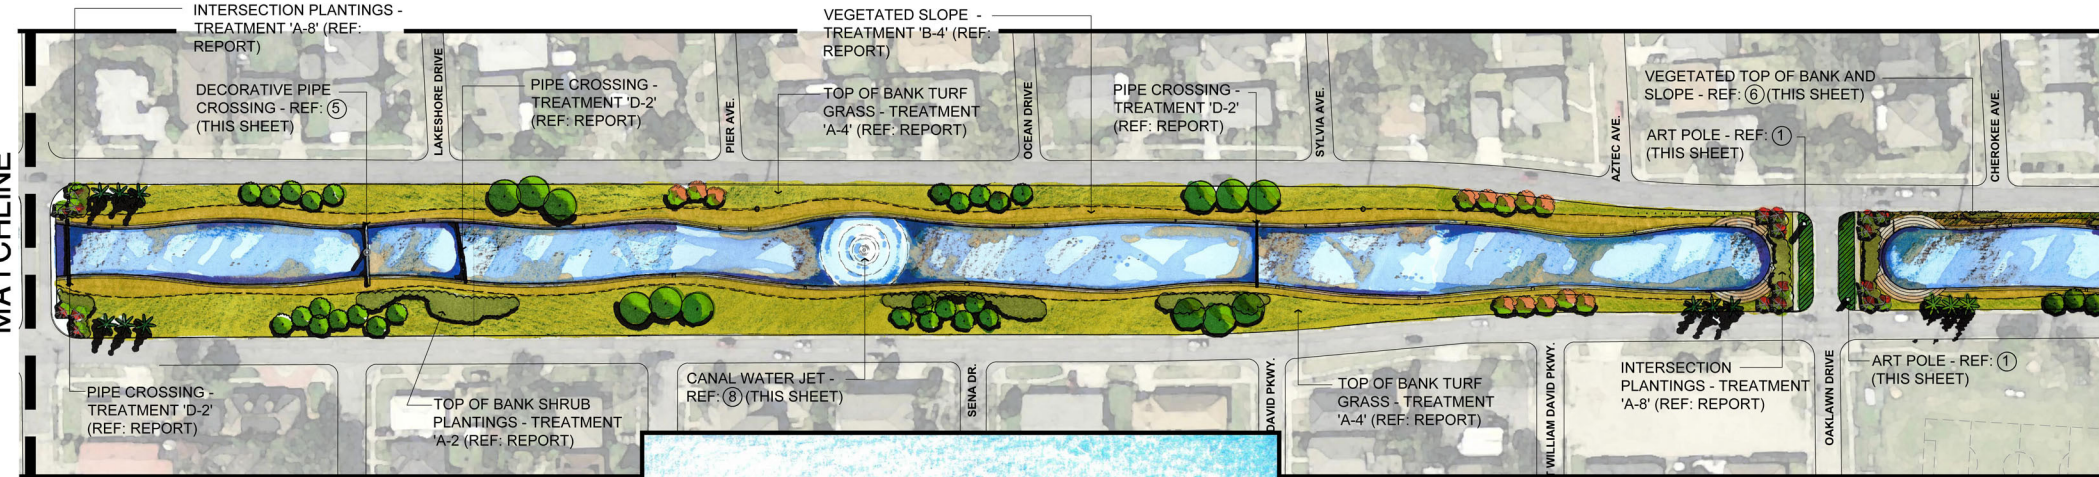 INTERSECTION PLANTINGS -
TREATMENT 'A-8' (REF:
REPORT)
VEGETATED SLOPE -
TREATMENT 'B-4' (REF:
REPORT)
DECORATIVE PIPE
CROSSING - REF: 5
(THIS SHEET)
LAKESHORE DRIVE
PIPE CROSSING -
TREATMENT 'D-2'
(REF: REPORT)
PIER AVE.
TOP OF BANK TURF
GRASS - TREATMENT
'A-4' (REF: REPORT)
OCEAN DRIVE
PIPE CROSSING -
TREATMENT 'D-2'
(REF: REPORT)
SYLVIA AVE.
AZTEC AVE.
VEGETATED TOP OF BANK AND
SLOPE - REF: 6 (THIS SHEET)
ART POLE - REF: 1
(THIS SHEET)
CHEROKEE AVE.
MATCHLINE
PIPE CROSSING -
TREATMENT 'D-2'
(REF: REPORT)
TOP OF BANK SHRUB
PLANTINGS - TREATMENT
'A-2 (REF: REPORT)
CANAL WATER JET -
REF: 8 (THIS SHEET)
SENA DR.
DAVID PKWY.
TOP OF BANK TURF
GRASS - TREATMENT
'A-4' (REF: REPORT)
WILLIAM DAVID PKWY.
INTERSECTION
PLANTINGS - TREATMENT
'A-8' (REF: REPORT)
OAKLAWN DRIVE
ART POLE - REF: 1
(THIS SHEET)